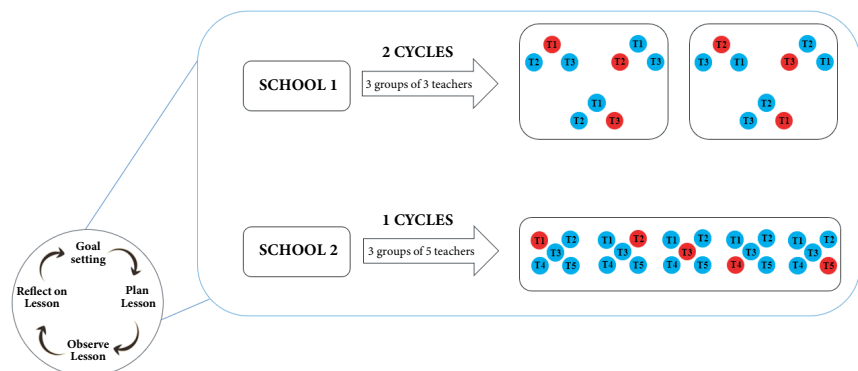 2 CYCLES
SCHOOL 1
3 groups of 3 teachers
T1
T2 T3
T1
T2 T3
T1
T2 T3
T2
T3 T1
T2
T3 T1
T2
T3 T1
1 CYCLES
SCHOOL 2
3 groups of 5 teachers
T1 T2
T3
T4 T5
T1 T2
T3
T4 T5
T1 T2
T3
T4 T5
T1 T2
T3
T4 T5
T1 T2
T3
T4 T5
Goal
setting
Plan
Lesson
Observe
Lesson
Reflect on
Lesson